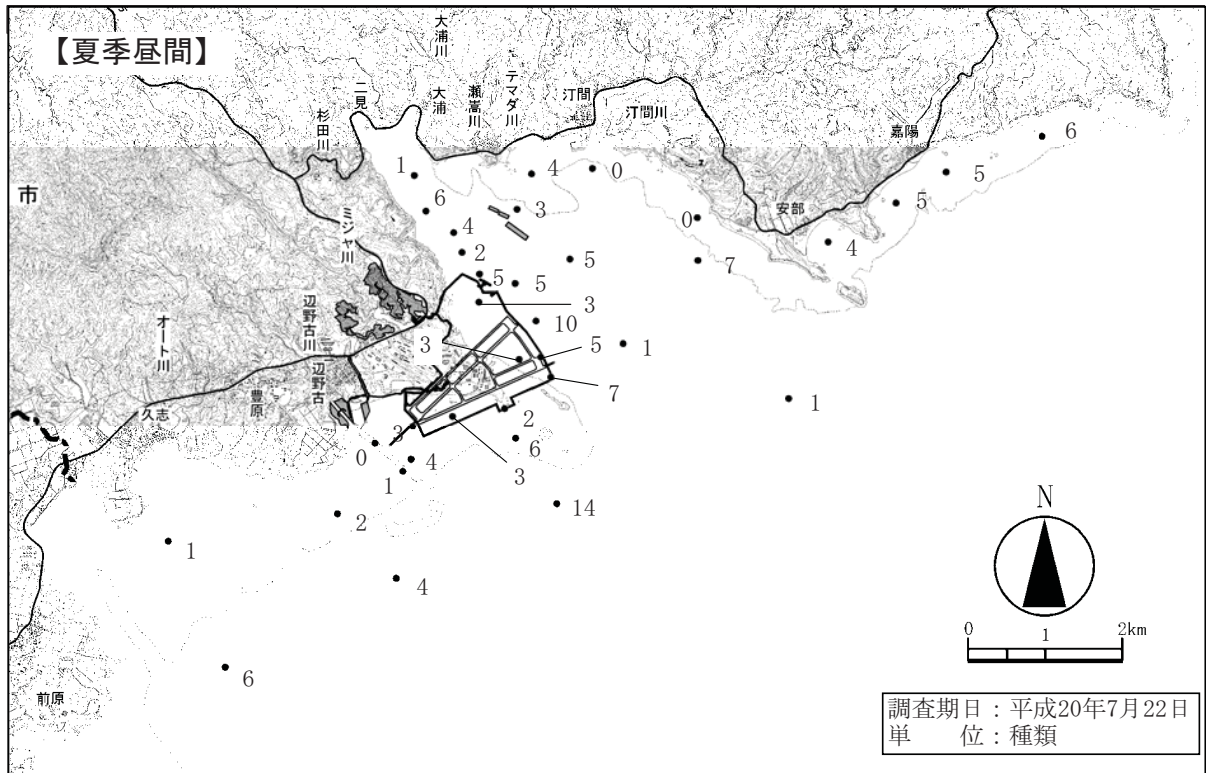 【夏季昼間】
大浦川
テマダ川
瀬嵩川
大浦
二見
杉田川
汀間
汀間川
嘉陽
安部
市
ミジャ川
辺野古川
辺野古
オート川
豊原
久志
前原
6
5
5
4
0
4
1
6
3
0
4
2
5
7
5
5
3
10
3
5
1
7
1
2
3
6
0
4
3
1
14
2
1
4
6
N
0 1 2km
調査期日：平成20年7月22日
単　　位：種類